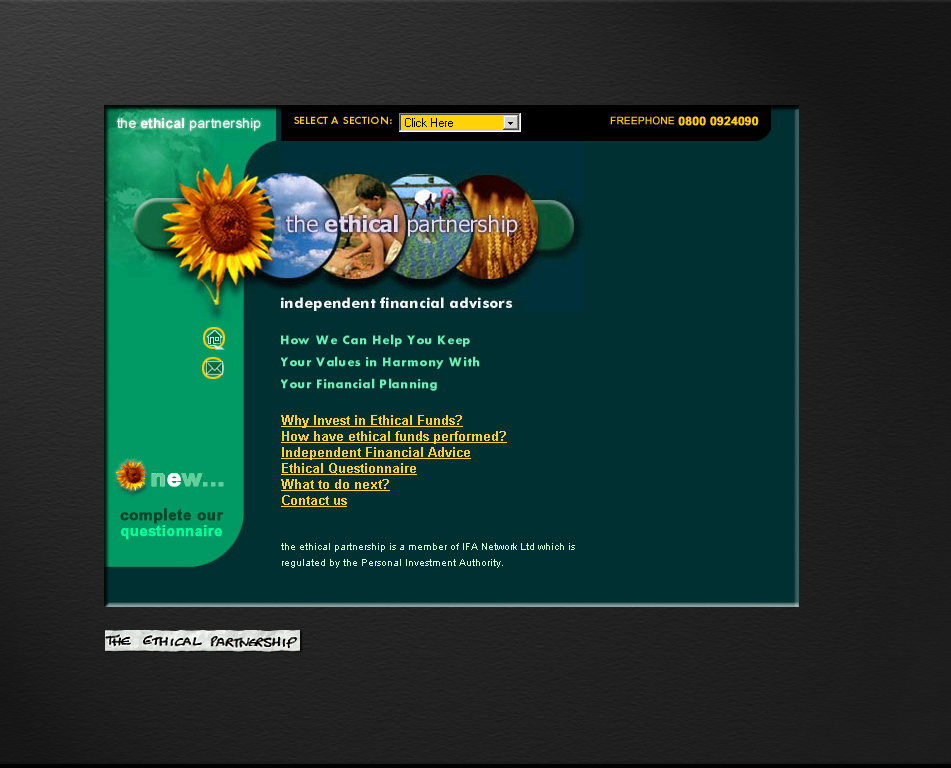 the ethical partnership
SELECT A SECTION: Click Here
FREEPHONE 0800 0924090
the ethical partnership
independent financial advisors
How We Can Help You Keep
Your Values in Harmony With
Your Financial Planning
Why Invest in Ethical Funds?
How have ethical funds performed?
Independent Financial Advice
Ethical Questionnaire
What to do next?
Contact us
new...
complete our
questionnaire
the ethical partnership is a member of IFA Network Ltd which is
regulated by the Personal Investment Authority.
THE ETHICAL PARTNERSHIP